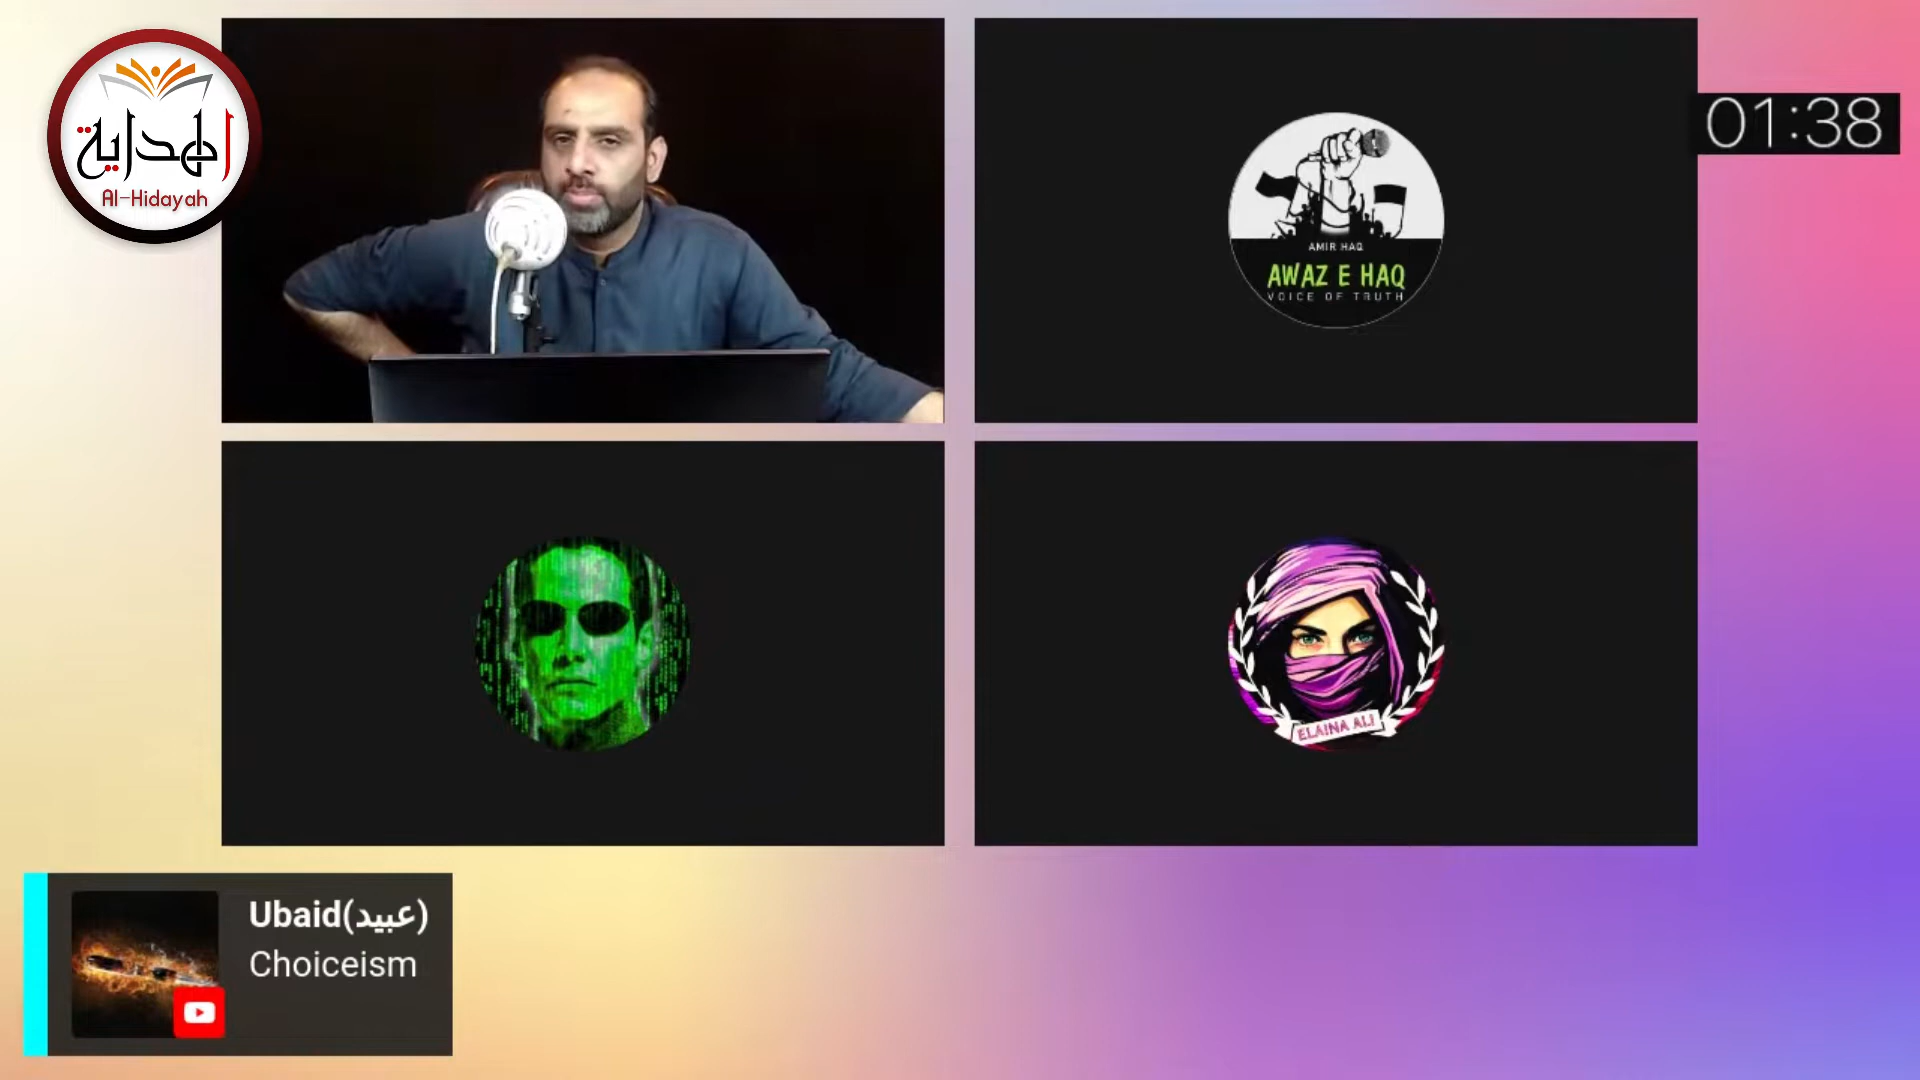 الهداية
Al-Hidayah
01:38
AMIR HAQ
AWAZ E HAQ
VOICE OF TRUTH
ELAINA ALI
Ubaid(عبيد)
Choiceism